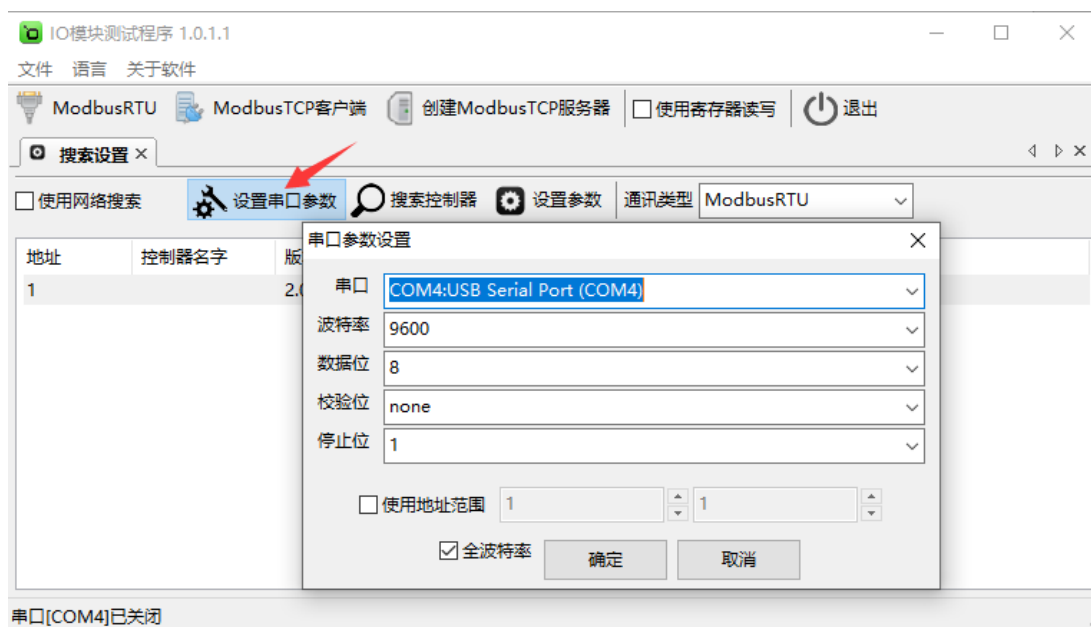 IO模块测试程序 1.0.1.1
文件 语言 关于软件
ModbusRTU ModbusTCP客户端 创建ModbusTCP服务器 使用寄存器读写 退出
搜索设置
使用网络搜索 设置串口参数 搜索控制器 设置参数 通讯类型 ModbusRTU
串口参数设置
地址 控制器名字 版
1 2.0
串口 COM4:USB Serial Port (COM4)
波特率 9600
数据位 8
校验位 none
停止位 1
使用地址范围 1 1
全波特率 确定 取消
串口[COM4]已关闭